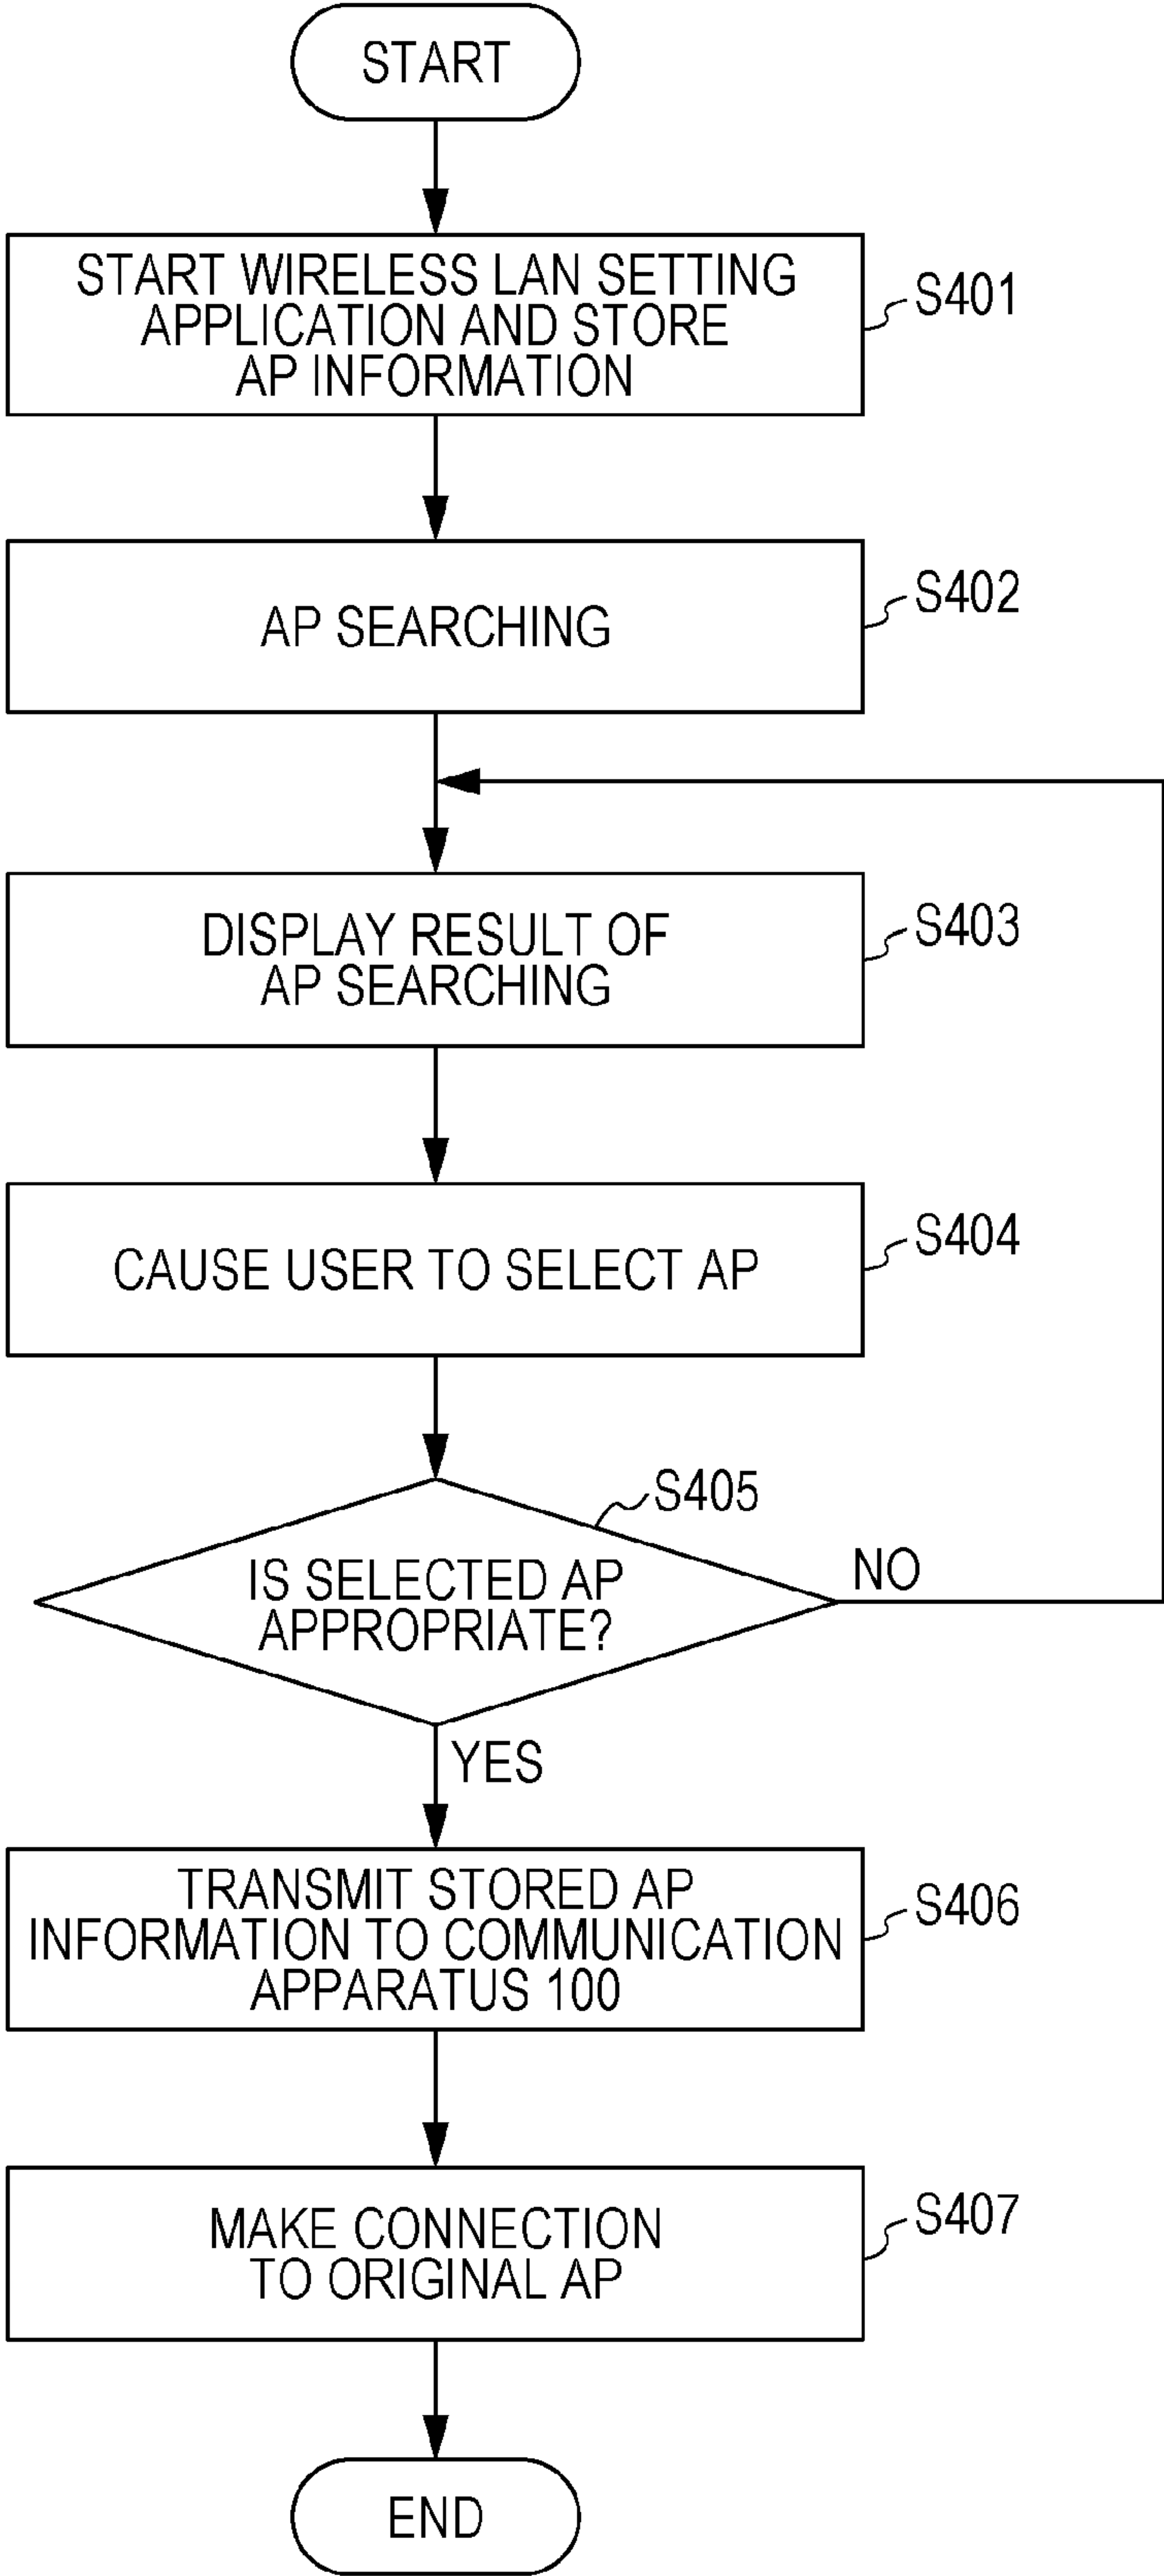 START
START WIRELESS LAN SETTING
APPLICATION AND STORE
AP INFORMATION
S401
AP SEARCHING
S402
DISPLAY RESULT OF
AP SEARCHING
S403
CAUSE USER TO SELECT AP
S404
S405
IS SELECTED AP
APPROPRIATE?
NO
YES
TRANSMIT STORED AP
INFORMATION TO COMMUNICATION
APPARATUS 100
S406
MAKE CONNECTION
TO ORIGINAL AP
S407
END